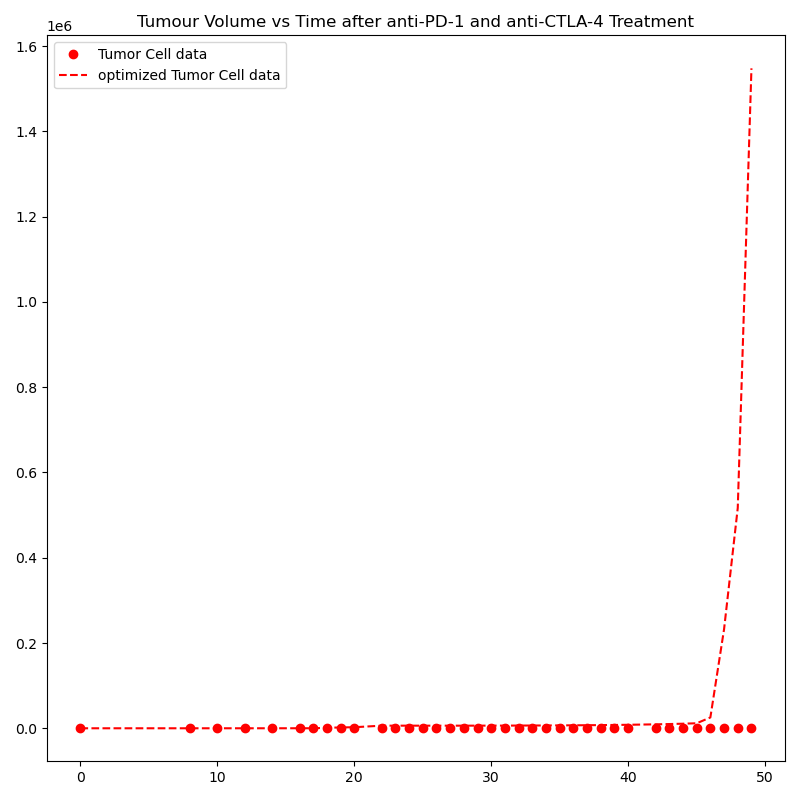 Tumour Volume vs Time after anti-PD-1 and anti-CTLA-4 Treatment
1e6
Tumor Cell data
optimized Tumor Cell data
1.6
1.4
1.2
1.0
0.8
0.6
0.4
0.2
0.0
0 10 20 30 40 50